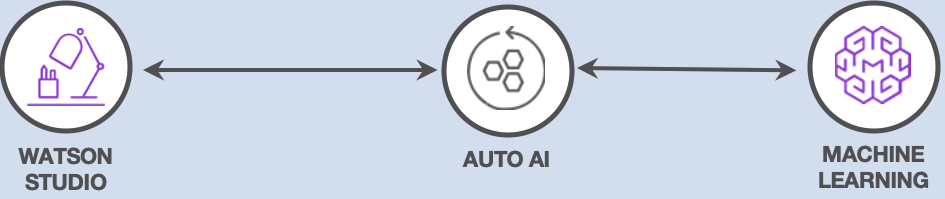 WATSON
STUDIO
AUTO AI
MACHINE
LEARNING